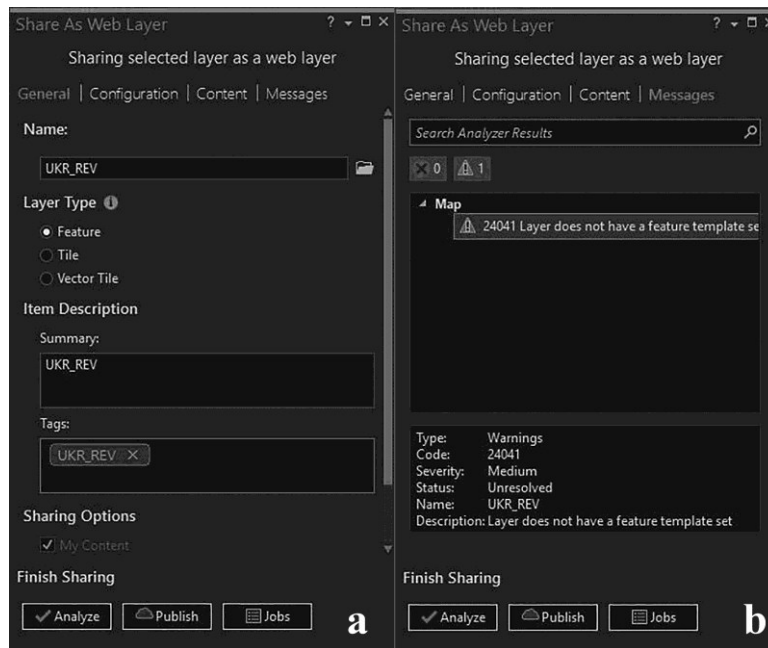 Share As Web Layer
Sharing selected layer as a web layer
General | Configuration | Content | Messages
Name:
UKR_REV
Layer Type
Feature
Tile
Vector Tile
Item Description
Summary:
UKR_REV
Tags:
UKR_REV ×
Sharing Options
My Content
Finish Sharing
Analyze Publish Jobs
a
Share As Web Layer
Sharing selected layer as a web layer
General | Configuration | Content | Messages
Search Analyzer Results
0 1
Map
24041 Layer does not have a feature template se
Type: Warnings
Code: 24041
Severity: Medium
Status: Unresolved
Name: UKR_REV
Description: Layer does not have a feature template set
Finish Sharing
Analyze Publish Jobs
b